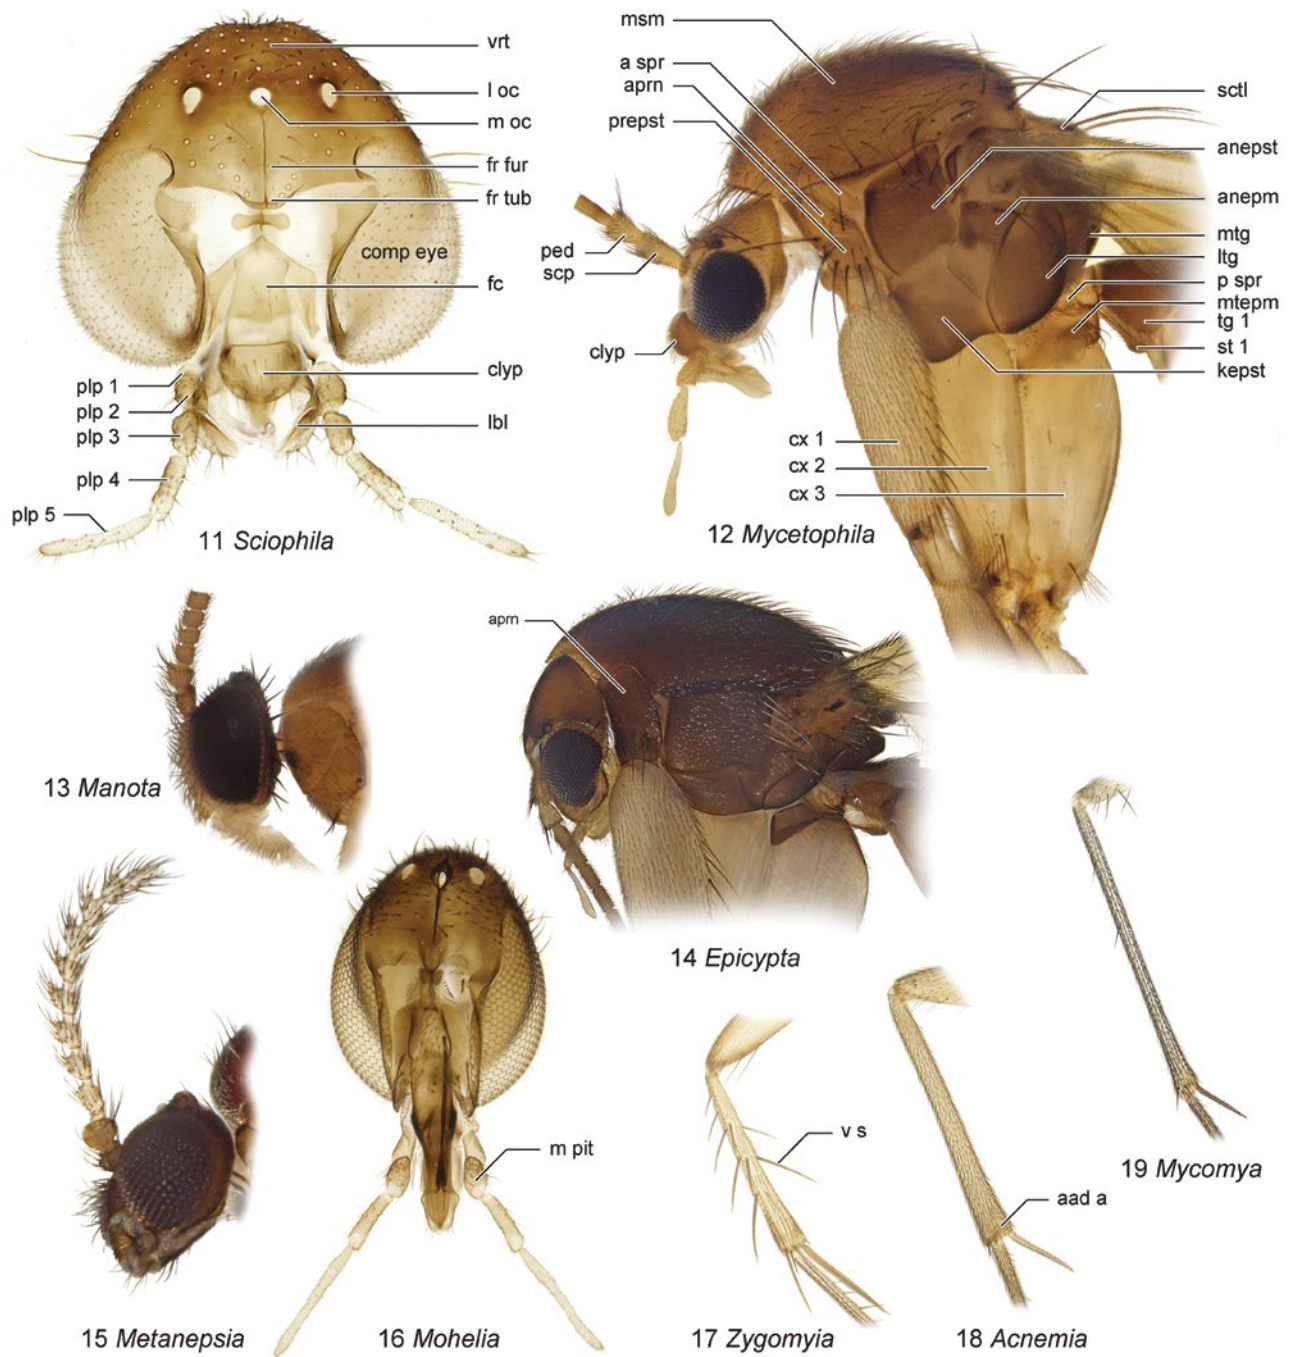 vrt
l oc
m oc
fr fur
fr tub
comp eye
fc
clyp
lbl
plp 1
plp 2
plp 3
plp 4
plp 5
11 Sciophila
msm
a spr
aprn
prepst
ped
scp
clyp
sctl
anepst
anepm
mtg
ltg
p spr
mtepm
tg 1
st 1
kepst
cx 1
cx 2
cx 3
12 Mycetophila
13 Manota
aprn
14 Epicypta
15 Metanepsia
m pit
16 Mohelia
v s
17 Zygomyia
aad a
18 Acnemia
19 Mycomya